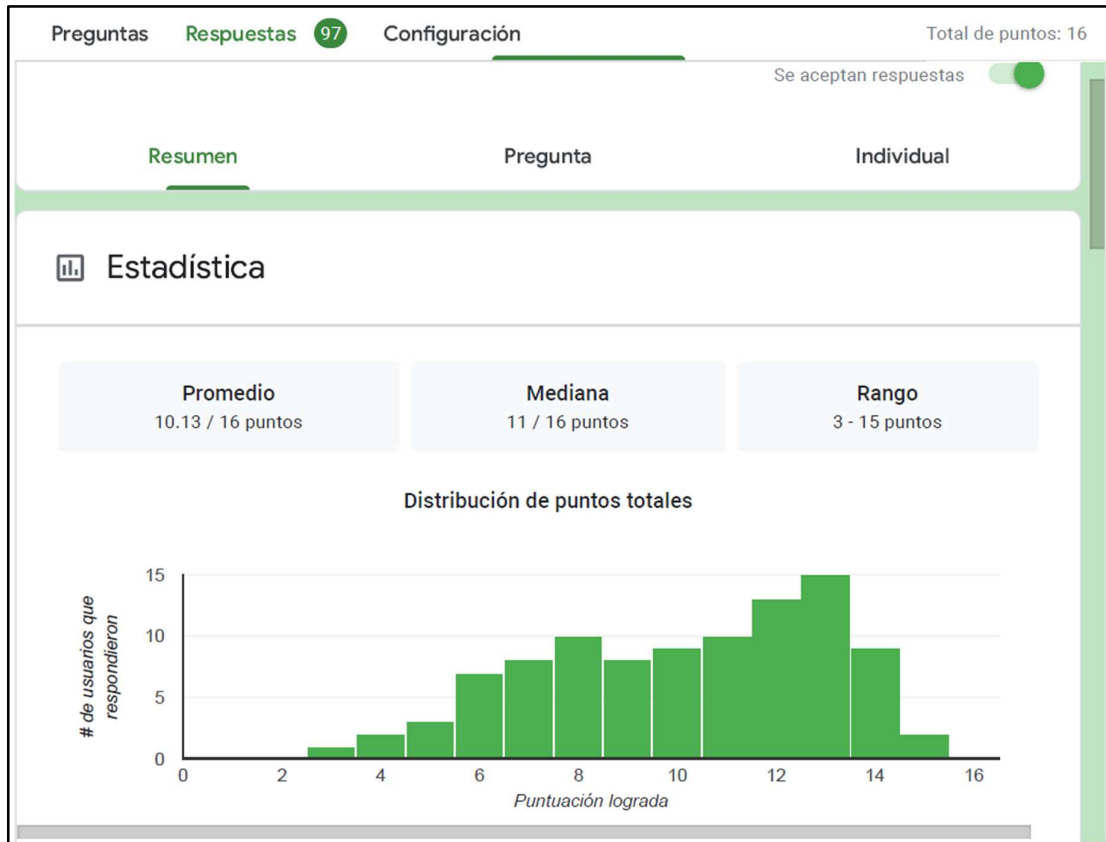 Preguntas Respuestas 97 Configuración Total de puntos: 16
Se aceptan respuestas
Resumen Pregunta Individual
Estadística
Promedio Mediana Rango
10.13 / 16 puntos 11 / 16 puntos 3 - 15 puntos
Distribución de puntos totales
# de usuarios que
respondieron
15
10
5
0
0 2 4 6 8 10 12 14 16
Puntuación lograda